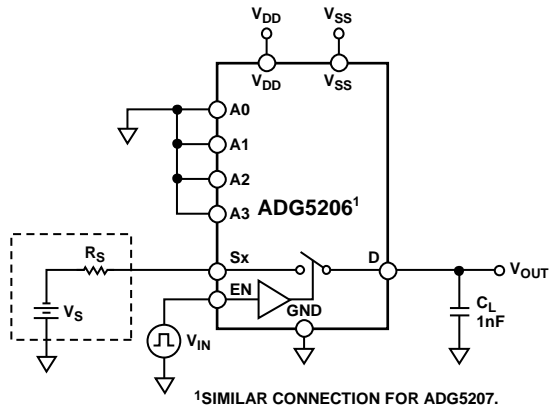 VDD
VSS
VDD
VSS
A0
A1
A2
A3
ADG5206¹
RS
Sx
D
VOUT
EN
GND
VS
VIN
CL
1nF
¹SIMILAR CONNECTION FOR ADG5207.